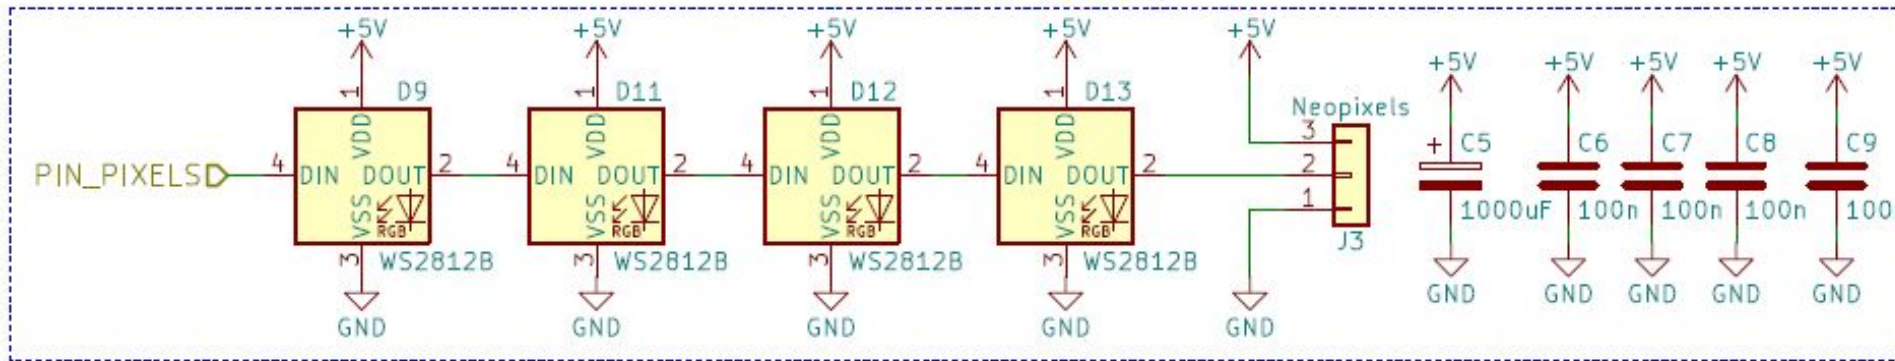 +5V +5V +5V +5V +5V
+5V +5V +5V +5V +5V
D9 D11 D12 D13
1 1 1 1
Neopixels
VDD VDD VDD VDD
3
C5 C6 C7 C8 C9
+
PIN_PIXELS 4 DIN DOUT 2 4 DIN DOUT 2 4 DIN DOUT 2 4 DIN DOUT 2 2
VSS VSS VSS VSS
1
1000uF 100n 100n 100n 100
RGB RGB RGB RGB
J3
3 WS2812B 3 WS2812B 3 WS2812B 3 WS2812B
GND GND GND GND GND
GND GND GND GND GND